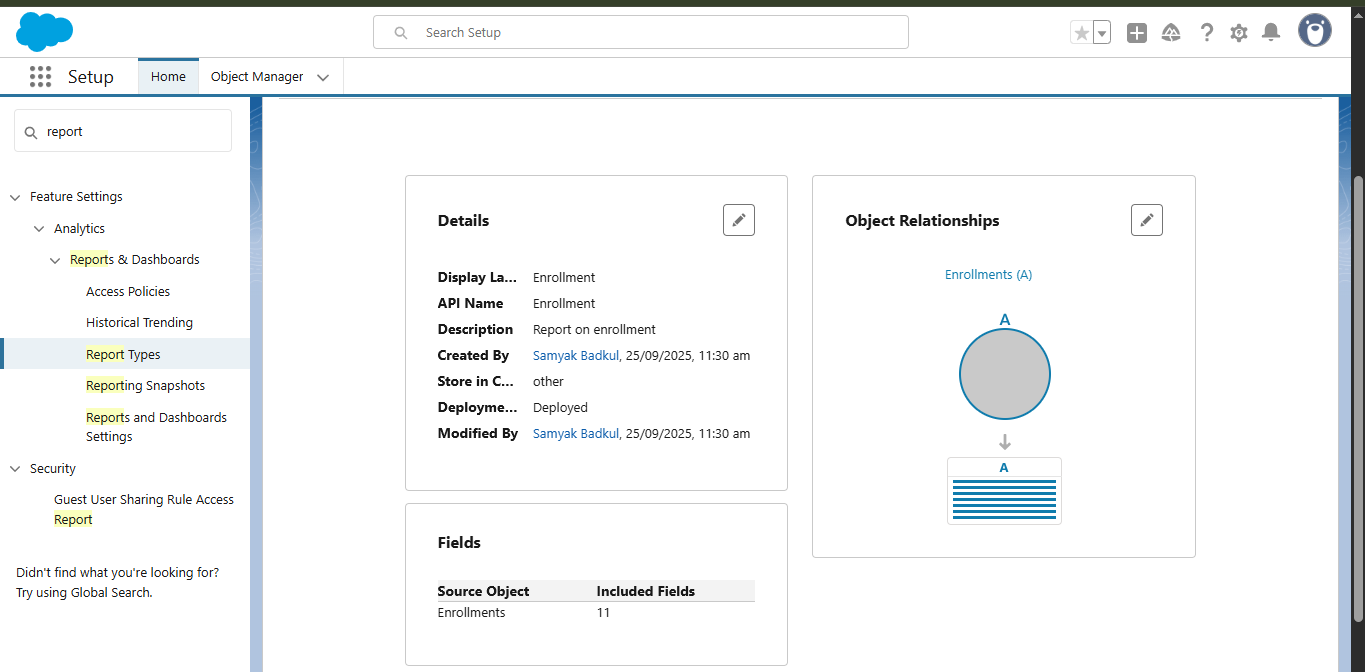 Search Setup
Setup
Home
Object Manager
report
Feature Settings
Analytics
Reports & Dashboards
Access Policies
Historical Trending
Report Types
Reporting Snapshots
Reports and Dashboards
Settings
Security
Guest User Sharing Rule Access
Report
Didn't find what you're looking for?
Try using Global Search.
Details
Display La... Enrollment
API Name Enrollment
Description Report on enrollment
Created By Samyak Badkul, 25/09/2025, 11:30 am
Store in C... other
Deployme... Deployed
Modified By Samyak Badkul, 25/09/2025, 11:30 am
Fields
Source Object Included Fields
Enrollments 11
Object Relationships
Enrollments (A)
A
A